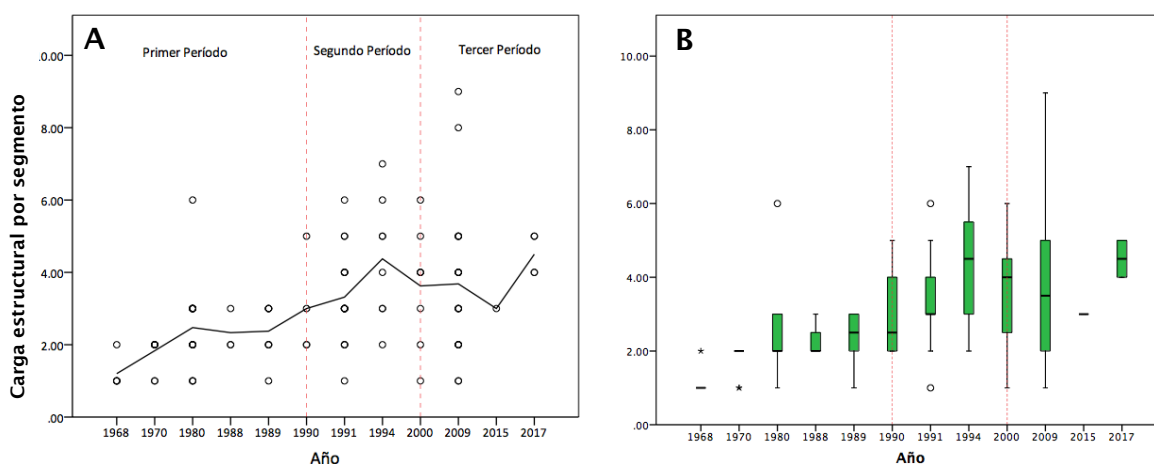 A
Primer Período
Segundo Período
Tercer Período
Carga estructural por segmento
.0.00
8.00
6.00
4.00
2.00
.00
1968 1970 1980 1988 1989 1990 1991 1994 2000 2009 2015 2017
Año
B
10.00
8.00
6.00
4.00
2.00
.00
1968 1970 1980 1988 1989 1990 1991 1994 2000 2009 2015 2017
Año